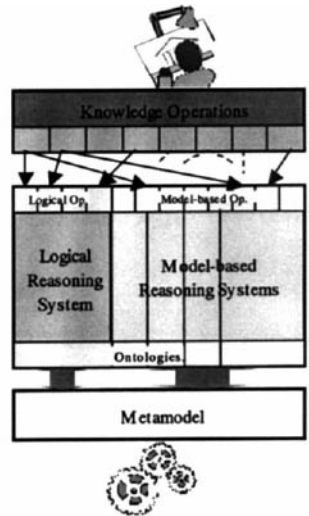 Knowledge Operations
Logical Op.
Model-based Op.
Logical
Reasoning
System
Model-based
Reasoning Systems
Ontologies.
Metamodel